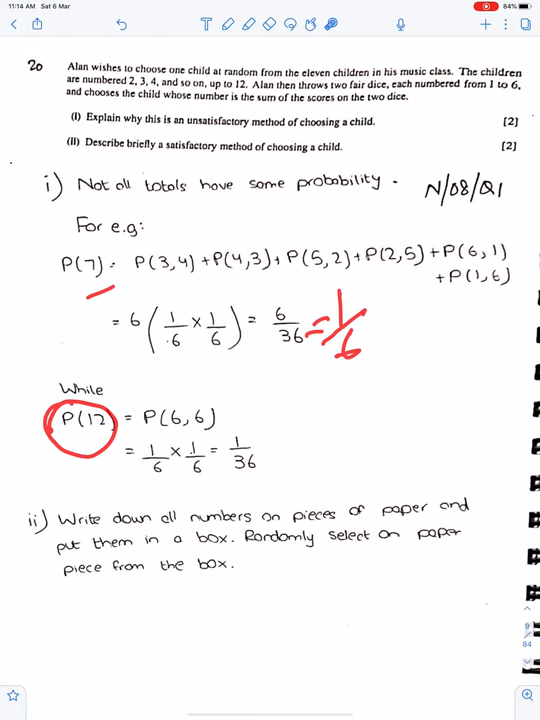 11:14 AM Sat 6 Mar
84%
20 Alan wishes to choose one child at random from the eleven children in his music class. The children
are numbered 2, 3, 4, and so on, up to 12. Alan then throws two fair dice, each numbered from 1 to 6,
and chooses the child whose number is the sum of the scores on the two dice.
(I) Explain why this is an unsatisfactory method of choosing a child. [2]
(II) Describe briefly a satisfactory method of choosing a child. [2]
i) Not all totals have same probability.
N/08/Q1
For e.g:
P(7) = P(3,4) + P(4,3) + P(5,2) + P(2,5) + P(6,1)
+ P(1,6)
= 6 (1/6 × 1/6) = 6/36 = 1/6
While
P(12) = P(6,6)
= 1/6 × 1/6 = 1/36
ii) Write down all numbers on pieces of paper and
put them in a box. Randomly select on paper
piece from the box.
9
84